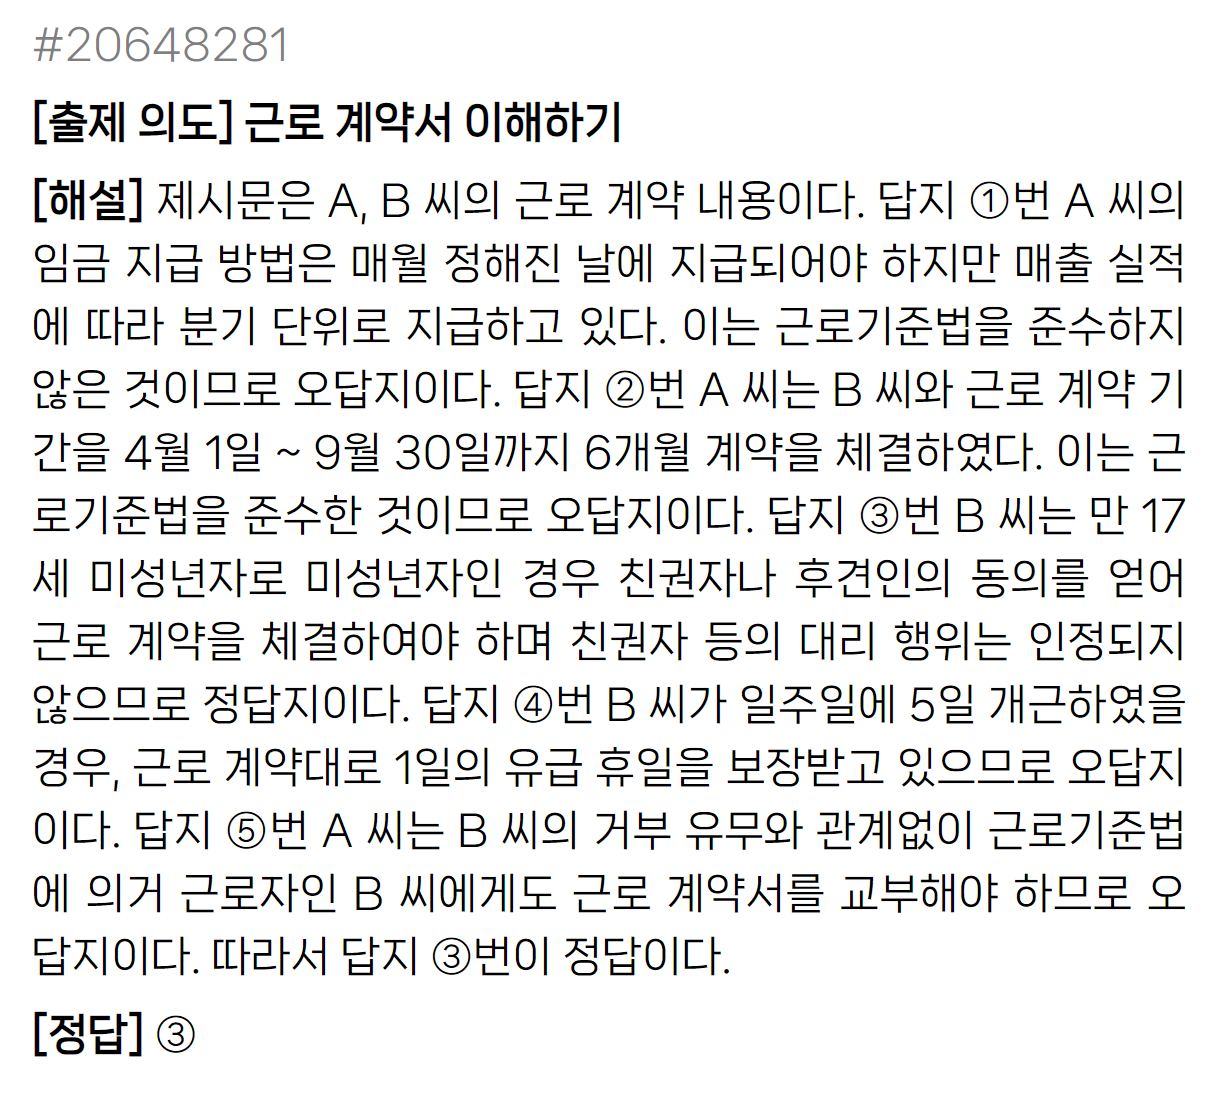 #20648281
[출제 의도] 근로 계약서 이해하기
[해설] 제시문은 A, B 씨의 근로 계약 내용이다. 답지 ①번 A 씨의
임금 지급 방법은 매월 정해진 날에 지급되어야 하지만 매출 실적
에 따라 분기 단위로 지급하고 있다. 이는 근로기준법을 준수하지
않은 것이므로 오답지이다. 답지 ②번 A 씨는 B 씨와 근로 계약 기
간을 4월 1일 ~ 9월 30일까지 6개월 계약을 체결하였다. 이는 근
로기준법을 준수한 것이므로 오답지이다. 답지 ③번 B 씨는 만 17
세 미성년자로 미성년자인 경우 친권자나 후견인의 동의를 얻어
근로 계약을 체결하여야 하며 친권자 등의 대리 행위는 인정되지
않으므로 정답지이다. 답지 ④번 B 씨가 일주일에 5일 개근하였을
경우, 근로 계약대로 1일의 유급 휴일을 보장받고 있으므로 오답지
이다. 답지 ⑤번 A 씨는 B 씨의 거부 유무와 관계없이 근로기준법
에 의거 근로자인 B 씨에게도 근로 계약서를 교부해야 하므로 오
답지이다. 따라서 답지 ③번이 정답이다.
[정답] ③